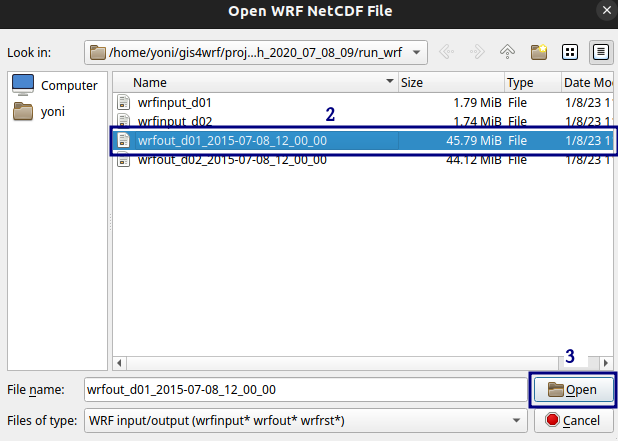 Open WRF NetCDF File
Look in: /home/yoni/gis4wrf/proj...h_2020_07_08_09/run_wrf
Computer
yoni
Name Size Type Date Mod
wrfinput_d01 1.79 MiB File 1/8/23 1
2
wrfinput_d02 1.74 MiB File 1/8/23 1
wrfout_d01_2015-07-08_12_00_00 45.79 MiB File 1/8/23 1
wrfout_d02_2015-07-08_12_00_00 44.12 MiB File 1/8/23 1
3
File name: wrfout_d01_2015-07-08_12_00_00 Open
Files of type: WRF input/output (wrfinput* wrfout* wrfrst*) Cancel